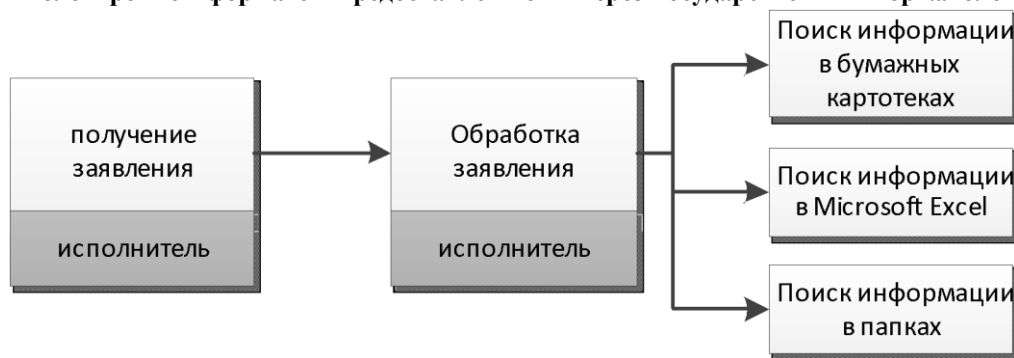 получение
заявления
исполнитель
Обработка
заявления
исполнитель
Поиск информации
в бумажных
картотеках
Поиск информации
в Microsoft Excel
Поиск информации
в папках